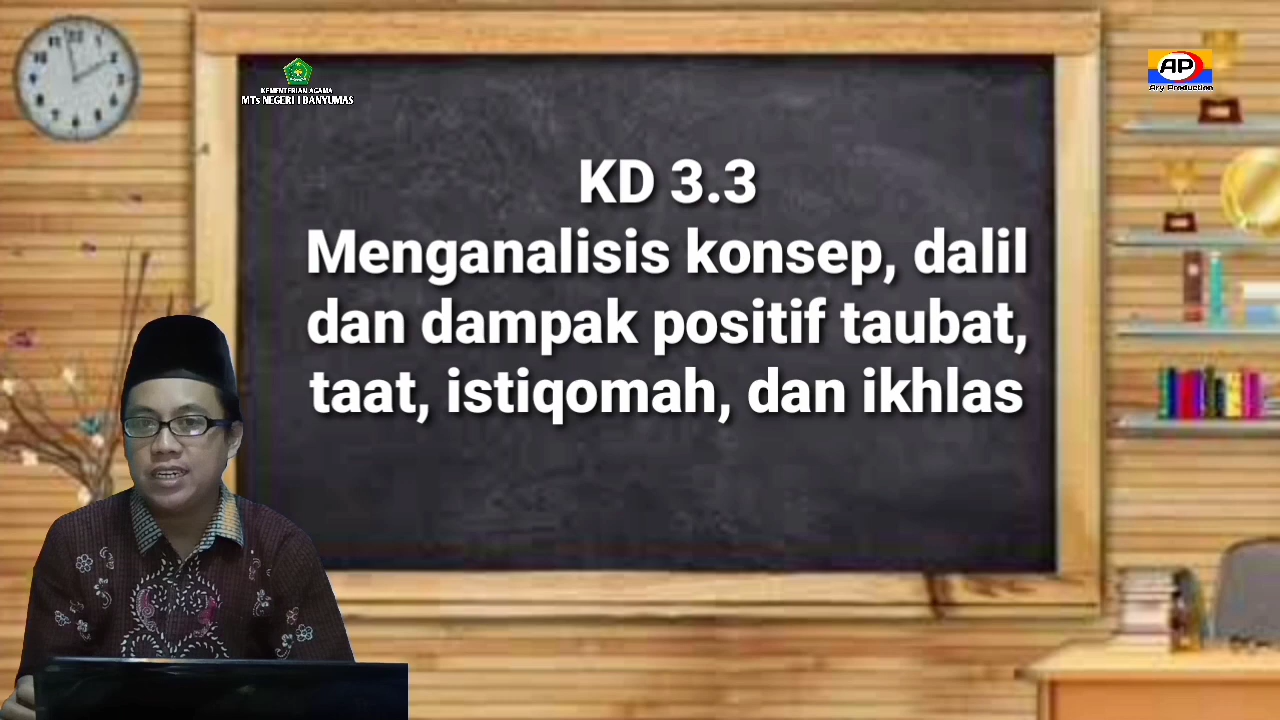 KEMENTERIAN AGAMA
MTs NEGERI 1 BANYUMAS
AP
Ary Production
KD 3.3
Menganalisis konsep, dalil
dan dampak positif taubat,
taat, istiqomah, dan ikhlas